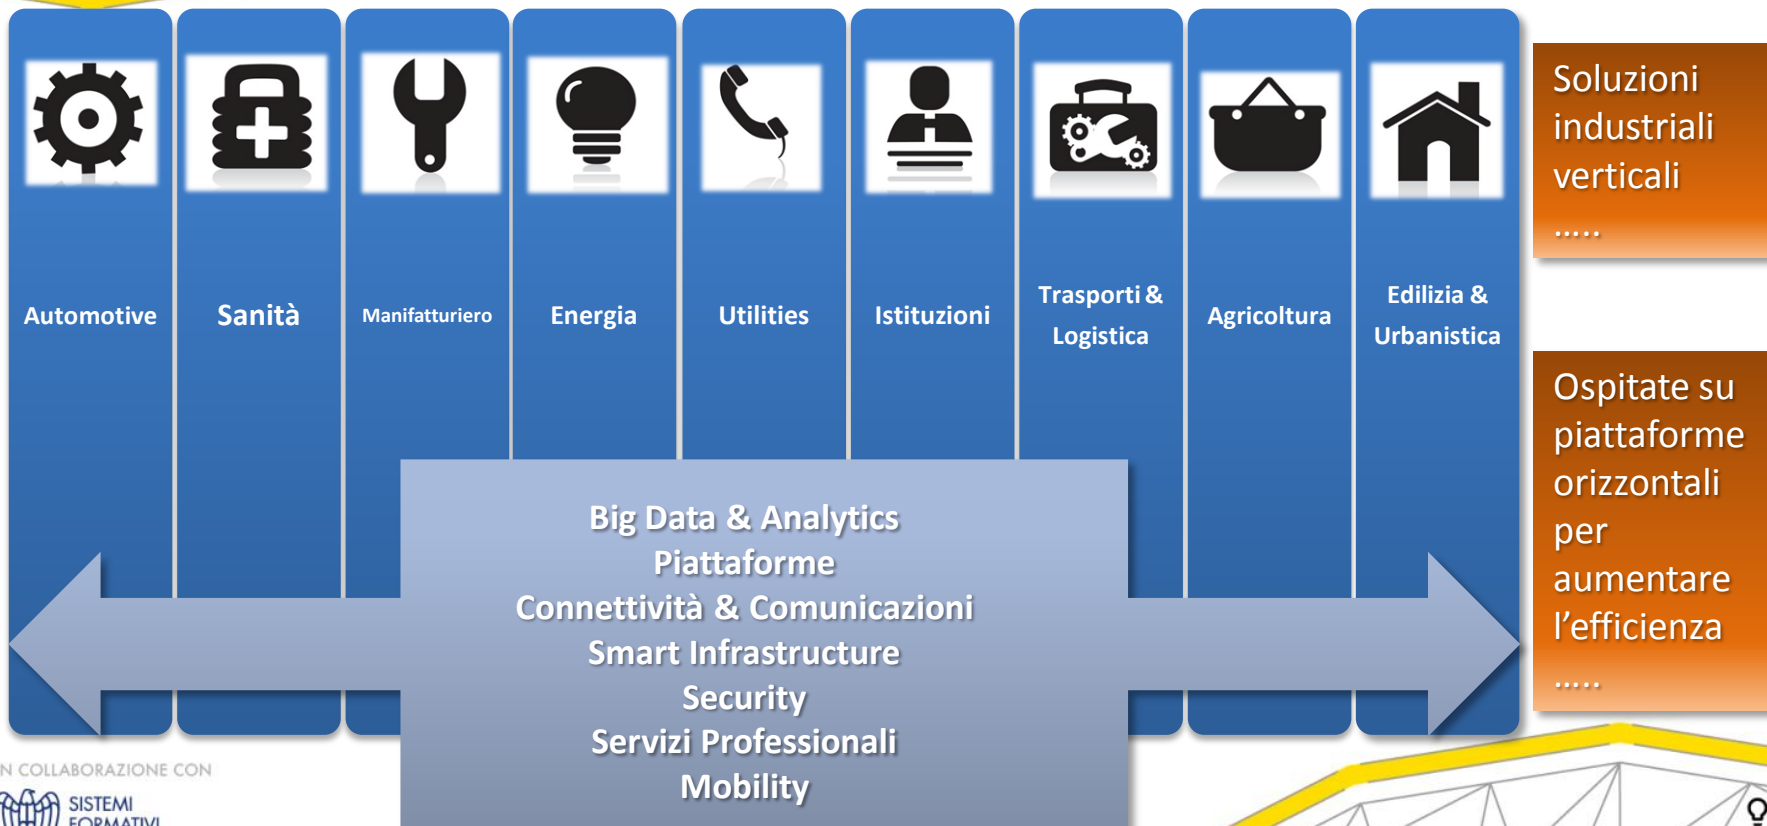 Automotive
Sanità
Manifatturiero
Energia
Utilities
Istituzioni
Trasporti &
Logistica
Agricoltura
Edilizia &
Urbanistica
Soluzioni
industriali
verticali
.....
Ospitate su
piattaforme
orizzontali
per
aumentare
l'efficienza
.....
Big Data & Analytics
Piattaforme
Connettività & Comunicazioni
Smart Infrastructure
Security
Servizi Professionali
Mobility
N COLLABORAZIONE CON
SISTEMI
FORMATIVI